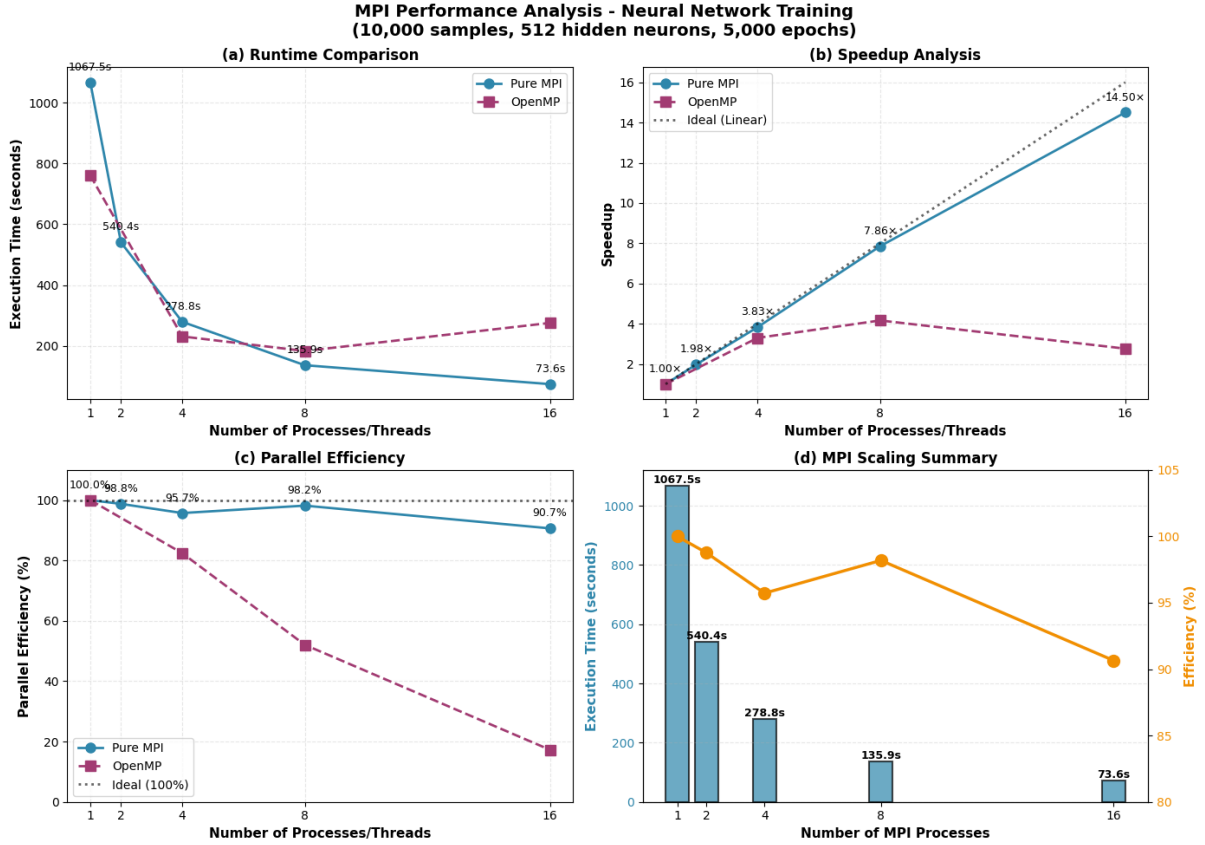 MPI Performance Analysis - Neural Network Training
(10,000 samples, 512 hidden neurons, 5,000 epochs)
(a) Runtime Comparison
Execution Time (seconds)
1000
800
600
400
200
1067.5s
540.4s
278.8s
135.9s
73.6s
Pure MPI
OpenMP
1 2 4 8 16
Number of Processes/Threads
(b) Speedup Analysis
Speedup
16
14
12
10
8
6
4
2
Pure MPI
OpenMP
Ideal (Linear)
1.00×
1.98×
3.83×
7.86×
14.50×
1 2 4 8 16
Number of Processes/Threads
(c) Parallel Efficiency
Parallel Efficiency (%)
100
80
60
40
20
0
100.0%
98.8%
95.7%
98.2%
90.7%
Pure MPI
OpenMP
Ideal (100%)
1 2 4 8 16
Number of Processes/Threads
(d) MPI Scaling Summary
Execution Time (seconds)
1000
800
600
400
200
0
1067.5s
540.4s
278.8s
135.9s
73.6s
105
100
95
90
85
80
Efficiency (%)
1 2 4 8 16
Number of MPI Processes